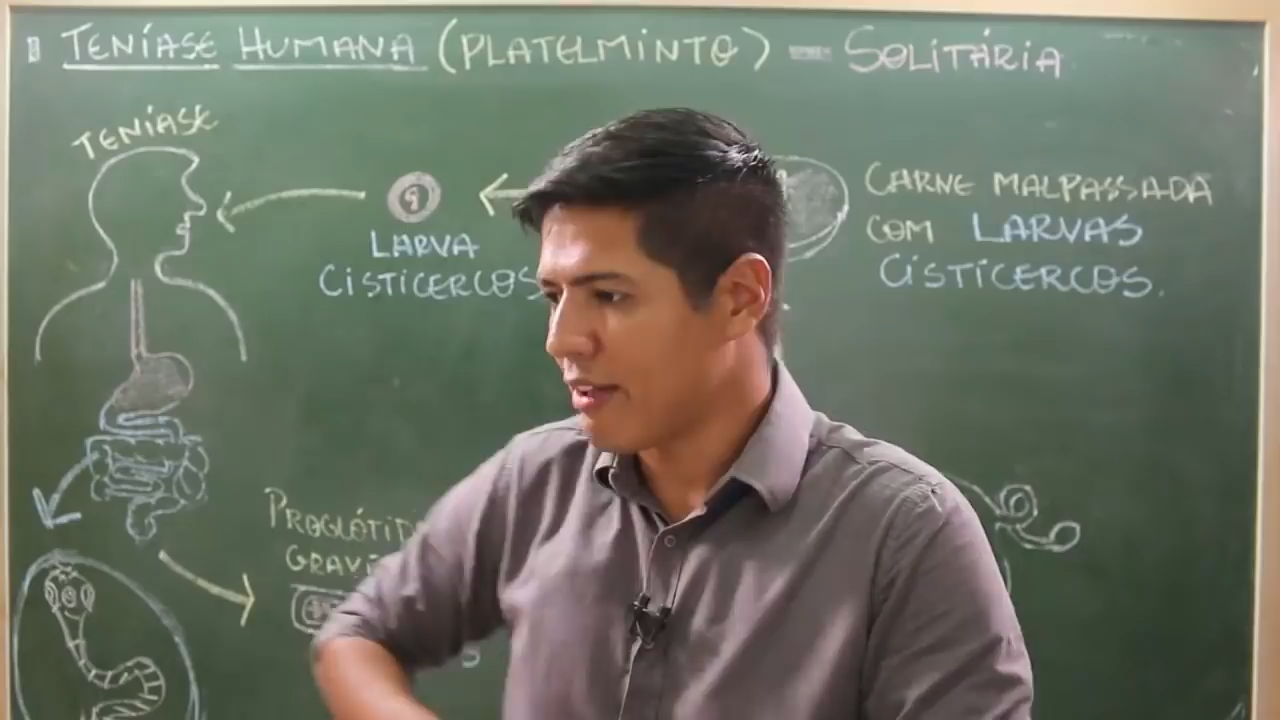 TENÍASE HUMANA (PLATELMINTO) - SOLITÁRIA
TENÍASE
CARNE MALPASSADA
COM LARVAS
CISTICERCOS.
LARVA
CISTICERCOS